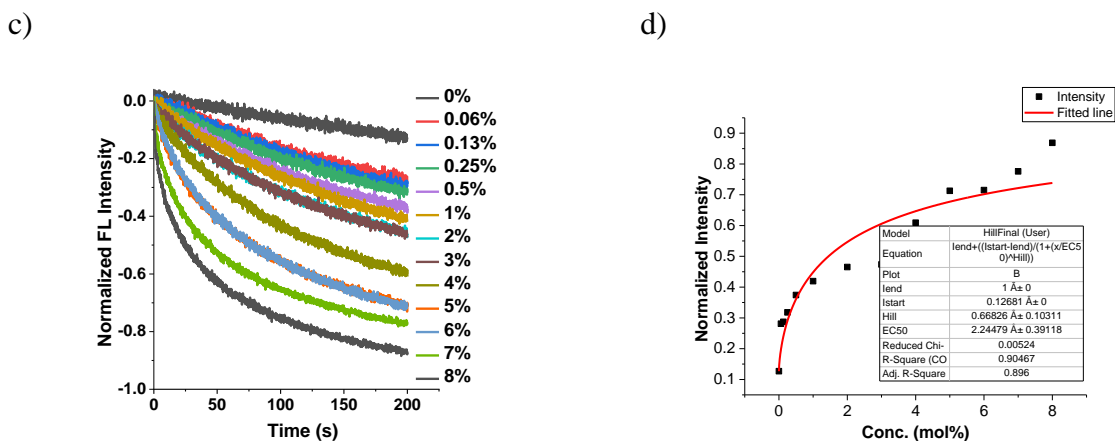 c)
d)
Normalized FL Intensity
0.0
-0.2
-0.4
-0.6
-0.8
-1.0
0
50
100
150
200
Time (s)
0%
0.06%
0.13%
0.25%
0.5%
1%
2%
3%
4%
5%
6%
7%
8%
Intensity
Fitted line
Normalized Intensity
0.9
0.8
0.7
0.6
0.5
0.4
0.3
0.2
0.1
0
2
4
6
8
Conc. (mol%)
Model HillFinal (User)
Equation Iend+((Istart-Iend)/(1+(x/EC5
0)^Hill))
Plot B
Iend 1 Â± 0
Istart 0.12681 Â± 0
Hill 0.66826 Â± 0.10311
EC50 2.24479 Â± 0.39118
Reduced Chi- 0.00524
R-Square (CO 0.90467
Adj. R-Square 0.896